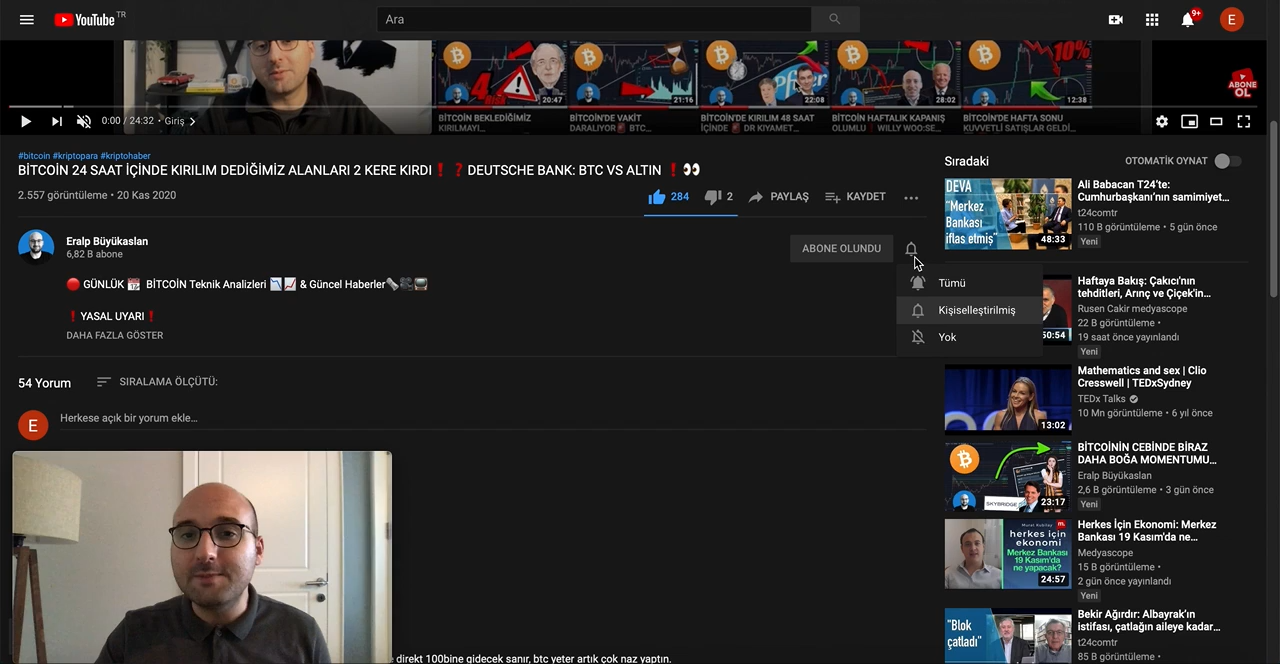 YouTube TR
Ara
9+
E
20:47
21:16
22:08
28:02
12:38
BİTCOİN BEKLEDİĞİMİZ
KIRILMAYI...
BİTCOİN'DE VAKİT
DARALIYOR🚨 BTC...
BİTCOİN'DE KIRILIM 48 SAAT
İÇİNDE 🚨 DR KIYAMET...
BİTCOİN HAFTALIK KAPANIŞ
OLUMLU❗WILLY WOO:SE...
BİTCOİN'DE HAFTA SONU
KUVVETLİ SATIŞLAR GELDİ...
Pfizer
10%
ABONE
OL
0:00 / 24:32 • Giriş
#bitcoin #kriptopara #kriptohaber
BİTCOİN 24 SAAT İÇİNDE KIRILIM DEDİĞİMİZ ALANLARI 2 KERE KIRDI❗❓DEUTSCHE BANK: BTC VS ALTIN❗👀
2.557 görüntüleme • 20 Kas 2020
284
2
PAYLAŞ
KAYDET
Eralp Büyükaslan
6,82 B abone
ABONE OLUNDU
🔴 GÜNLÜK 📆 BİTCOİN Teknik Analizleri 📉📈 & Güncel Haberler🗞🎥📺
❗YASAL UYARI❗
DAHA FAZLA GÖSTER
Tümü
Kişiselleştirilmiş
Yok
54 Yorum
SIRALAMA ÖLÇÜTÜ:
E
Herkese açık bir yorum ekle...
direkt 100bine gidecek sanır, btc yeter artık çok naz yaptın.
Sıradaki
OTOMATİK OYNAT
DEVA
"Merkez
Bankası
iflas etmiş"
48:33
Ali Babacan T24'te:
Cumhurbaşkanı'nın samimiyet...
t24comtr
110 B görüntüleme • 5 gün önce
Yeni
50:54
Haftaya Bakış: Çakıcı'nın
tehditleri, Arınç ve Çiçek'in...
Rusen Cakir medyascope
22 B görüntüleme •
19 saat önce yayınlandı
Yeni
13:02
Mathematics and sex | Clio
Cresswell | TEDxSydney
TEDx Talks
10 Mn görüntüleme • 6 yıl önce
SKYBRIDGE
23:17
BİTCOİNİN CEBİNDE BİRAZ
DAHA BOĞA MOMENTUMU...
Eralp Büyükaslan
2,6 B görüntüleme • 3 gün önce
Yeni
herkes için
ekonomi
Merkez Bankası
19 Kasım'da
ne yapacak?
24:57
Herkes İçin Ekonomi: Merkez
Bankası 19 Kasım'da ne...
Medyascope
15 B görüntüleme •
2 gün önce yayınlandı
Yeni
"Blok
çatladı"
Bekir Ağırdır: Albayrak'ın
istifası, çatlağın aileye kadar...
t24comtr
85 B görüntüleme •